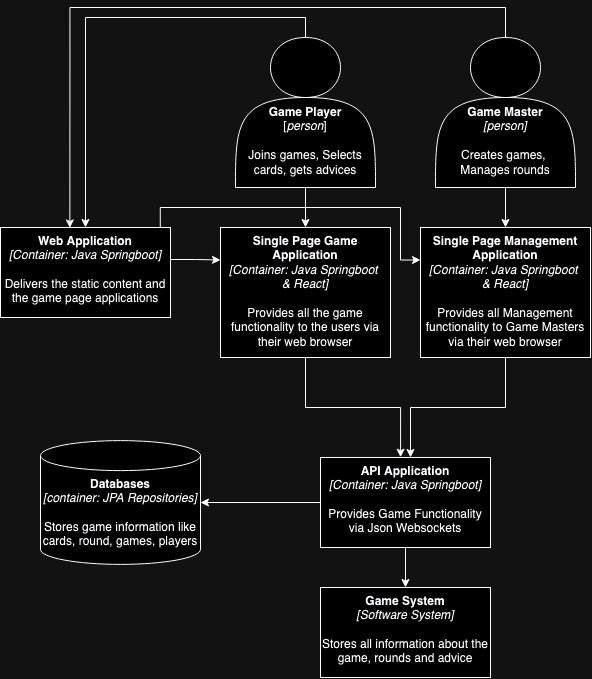 Game Player
[person]
Joins games, Selects
cards, gets advices
Game Master
[person]
Creates games,
Manages rounds
Web Application
[Container: Java Springboot]
Delivers the static content and
the game page applications
Single Page Game
Application
[Container: Java Springboot
& React]
Provides all the game
functionality to the users via
their web browser
Single Page Management
Application
[Container: Java Springboot
& React]
Provides all Management
functionality to Game Masters
via their web browser
Databases
[container: JPA Repositories]
Stores game information like
cards, round, games, players
API Application
[Container: Java Springboot]
Provides Game Functionality
via Json Websockets
Game System
[Software System]
Stores all information about the
game, rounds and advice